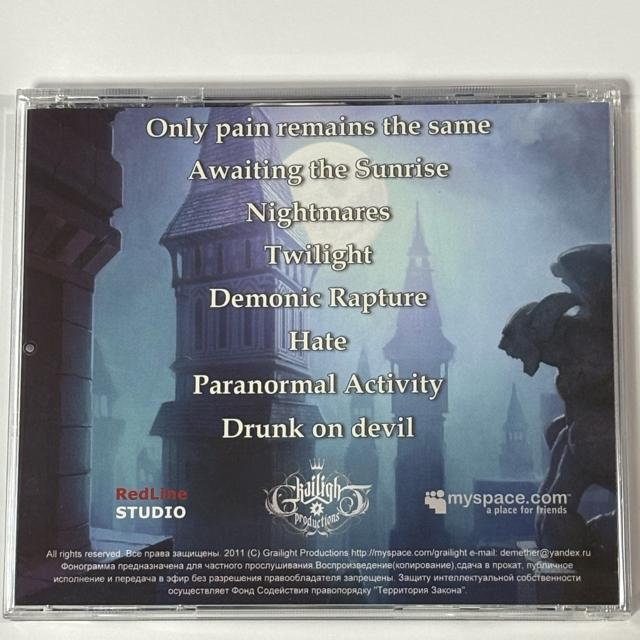 Only pain remains the same
Awaiting the Sunrise
Nightmares
Twilight
Demonic Rapture
Hate
Paranormal Activity
Drunk on devil
RedLine
STUDIO
Grailight
productions
myspace.com
a place for friends
All rights reserved. Все права защищены. 2011 (C) Grailight Productions http://myspace.com/grailight e-mail: demether@yandex.ru
Фонограмма предназначена для частного прослушивания.Воспроизведение(копирование),сдача в прокат, публичные
исполнение и передача в эфир без разрешения правообладателя запрещены. Защиту интеллектуальной собственности
осуществляет Фонд Содействия правопорядку "Территория Закона".